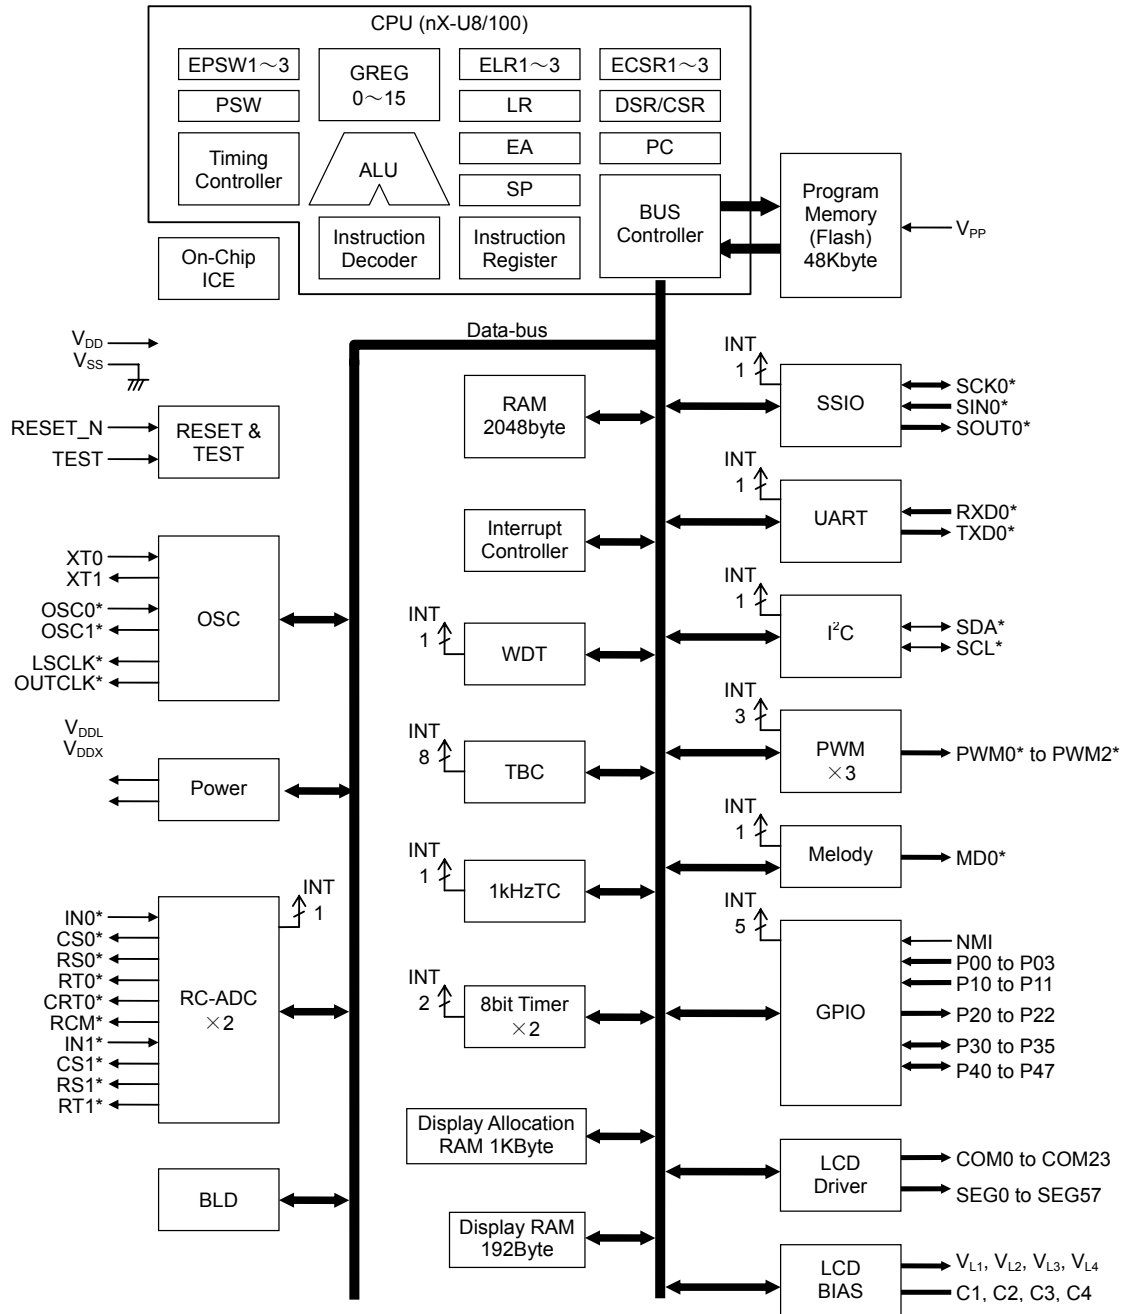 CPU (nX-U8/100)
EPSW1～3
GREG
0～15
ELR1～3
ECSR1～3
PSW
LR
DSR/CSR
Timing
Controller
ALU
EA
PC
SP
BUS
Controller
Instruction
Decoder
Instruction
Register
On-Chip
ICE
Program
Memory
(Flash)
48Kbyte
VPP
Data-bus
VDD
VSS
RESET_N
TEST
RESET &
TEST
XT0
XT1
OSC0*
OSC1*
LSCLK*
OUTCLK*
OSC
VDDL
VDDX
Power
IN0*
CS0*
RS0*
RT0*
CRT0*
RCM*
IN1*
CS1*
RS1*
RT1*
RC-ADC
×2
INT
1
BLD
RAM
2048byte
Interrupt
Controller
INT
1
WDT
INT
8
TBC
INT
1
1kHzTC
INT
2
8bit Timer
×2
Display Allocation
RAM 1KByte
Display RAM
192Byte
INT
1
SSIO
SCK0*
SIN0*
SOUT0*
INT
1
UART
RXD0*
TXD0*
INT
1
I²C
SDA*
SCL*
INT
3
PWM
×3
PWM0* to PWM2*
INT
1
Melody
MD0*
INT
5
GPIO
NMI
P00 to P03
P10 to P11
P20 to P22
P30 to P35
P40 to P47
LCD
Driver
COM0 to COM23
SEG0 to SEG57
LCD
BIAS
VL1, VL2, VL3, VL4
C1, C2, C3, C4